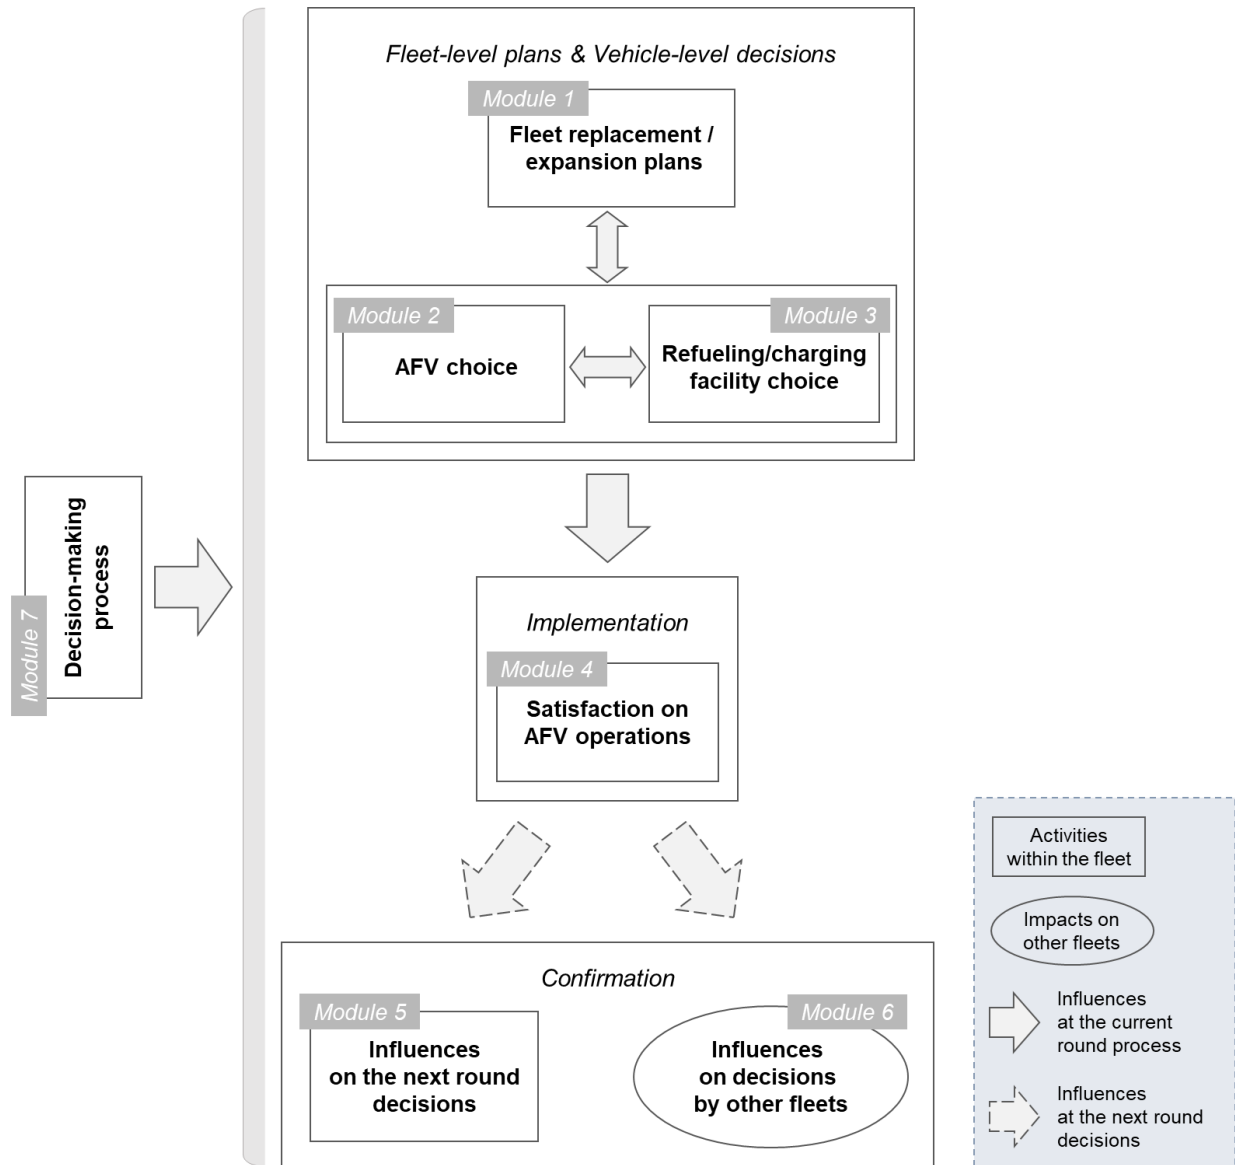 Fleet-level plans & Vehicle-level decisions
Module 1
Fleet replacement /
expansion plans
Module 2
AFV choice
Module 3
Refueling/charging
facility choice
Module 7
Decision-making
process
Implementation
Module 4
Satisfaction on
AFV operations
Confirmation
Module 5
Influences
on the next round
decisions
Module 6
Influences
on decisions
by other fleets
Activities
within the fleet
Impacts on
other fleets
Influences
at the current
round process
Influences
at the next round
decisions